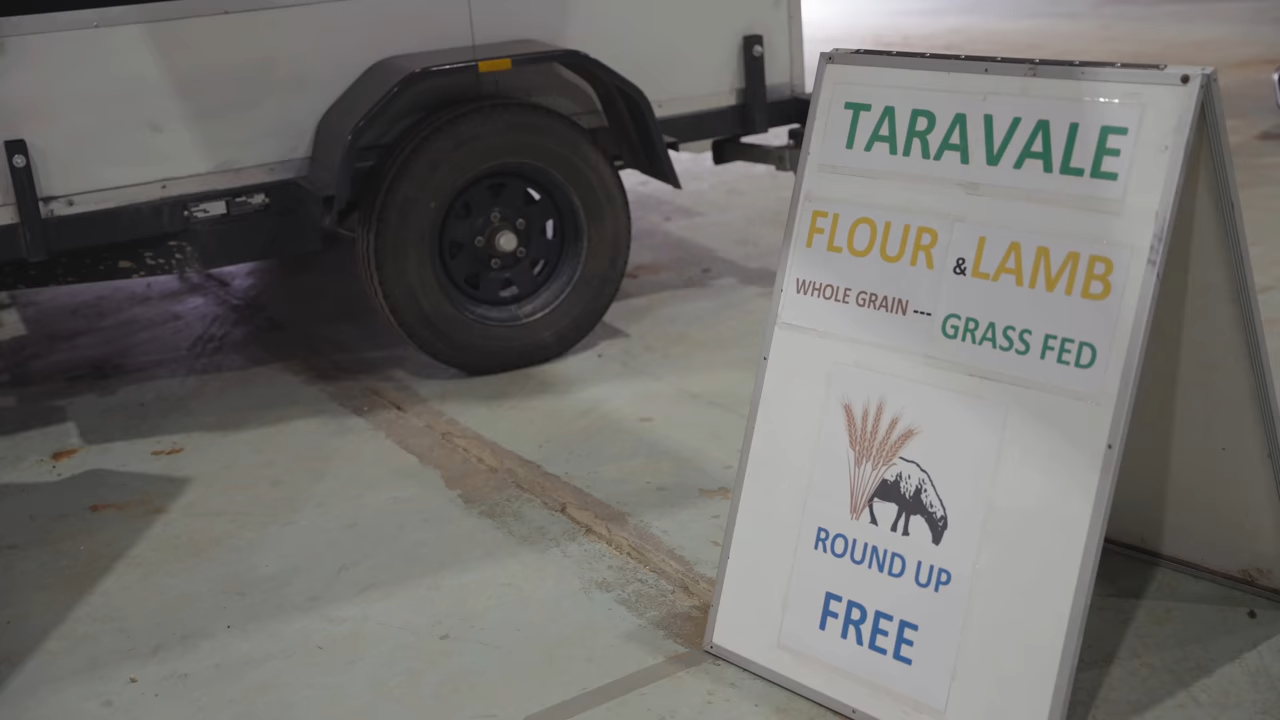 TARAVALE
FLOUR & LAMB
WHOLE GRAIN ---
GRASS FED
ROUND UP
FREE